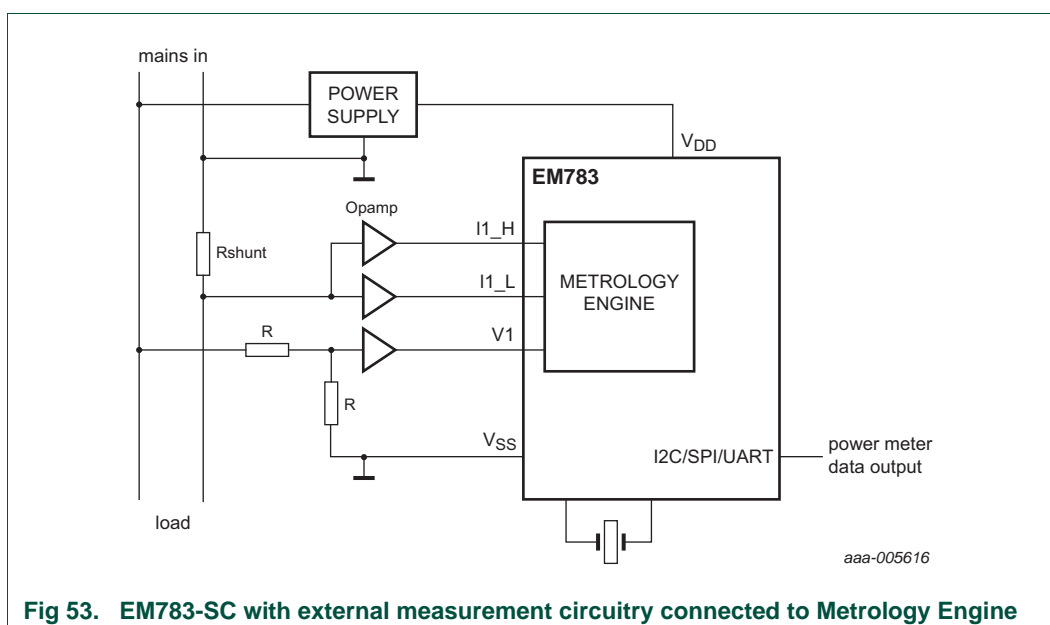 mains in
POWER
SUPPLY
VDD
EM783
Opamp
I1_H
Rshunt
I1_L
METROLOGY
ENGINE
R
V1
R
VSS
I2C/SPI/UART
power meter
data output
load
aaa-005616
Fig 53. EM783-SC with external measurement circuitry connected to Metrology Engine